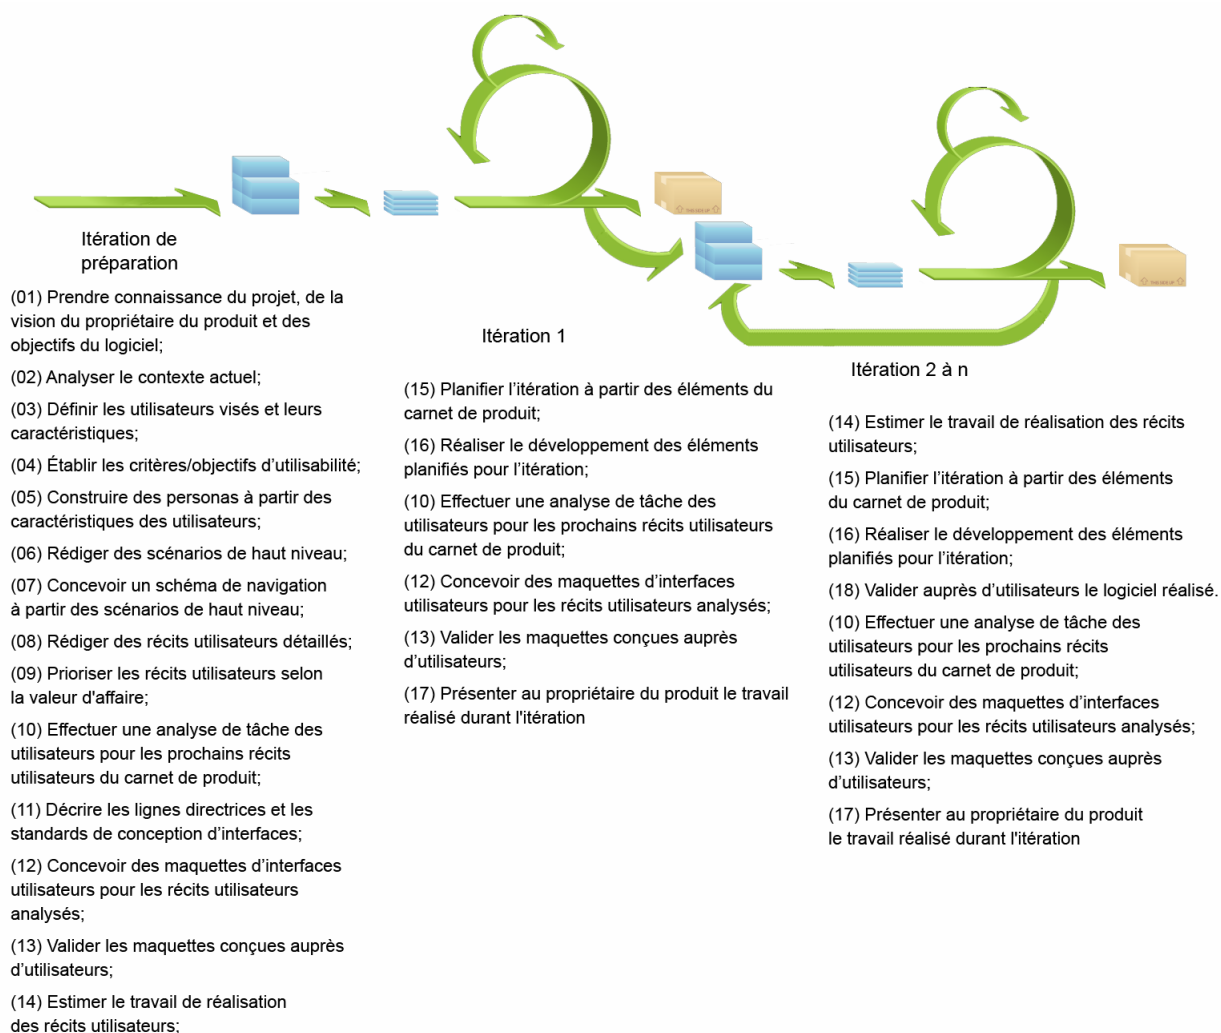 Itération de
préparation
(01) Prendre connaissance du projet, de la
vision du propriétaire du produit et des
objectifs du logiciel;
(02) Analyser le contexte actuel;
(03) Définir les utilisateurs visés et leurs
caractéristiques;
(04) Établir les critères/objectifs d’utilisabilité;
(05) Construire des personas à partir des
caractéristiques des utilisateurs;
(06) Rédiger des scénarios de haut niveau;
(07) Concevoir un schéma de navigation
à partir des scénarios de haut niveau;
(08) Rédiger des récits utilisateurs détaillés;
(09) Prioriser les récits utilisateurs selon
la valeur d'affaire;
(10) Effectuer une analyse de tâche des
utilisateurs pour les prochains récits
utilisateurs du carnet de produit;
(11) Décrire les lignes directrices et les
standards de conception d’interfaces;
(12) Concevoir des maquettes d’interfaces
utilisateurs pour les récits utilisateurs
analysés;
(13) Valider les maquettes conçues auprès
d’utilisateurs;
(14) Estimer le travail de réalisation
des récits utilisateurs;
Itération 1
(15) Planifier l’itération à partir des éléments du
carnet de produit;
(16) Réaliser le développement des éléments
planifiés pour l’itération;
(10) Effectuer une analyse de tâche des
utilisateurs pour les prochains récits utilisateurs
du carnet de produit;
(12) Concevoir des maquettes d’interfaces
utilisateurs pour les récits utilisateurs analysés;
(13) Valider les maquettes conçues auprès
d’utilisateurs;
(17) Présenter au propriétaire du produit le travail
réalisé durant l'itération
Itération 2 à n
(14) Estimer le travail de réalisation des récits
utilisateurs;
(15) Planifier l’itération à partir des éléments
du carnet de produit;
(16) Réaliser le développement des éléments
planifiés pour l’itération;
(18) Valider auprès d’utilisateurs le logiciel réalisé.
(10) Effectuer une analyse de tâche des
utilisateurs pour les prochains récits
utilisateurs du carnet de produit;
(12) Concevoir des maquettes d’interfaces
utilisateurs pour les récits utilisateurs analysés;
(13) Valider les maquettes conçues auprès
d’utilisateurs;
(17) Présenter au propriétaire du produit
le travail réalisé durant l'itération